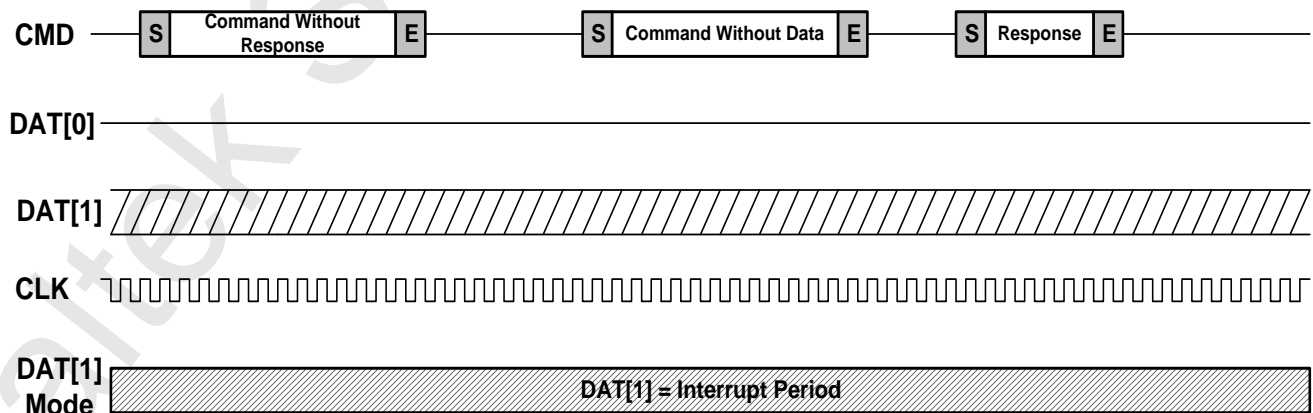 CMD
S
Command Without
Response
E
S
Command Without Data
E
S
Response
E
DAT[0]
DAT[1]
CLK
DAT[1]
Mode
DAT[1] = Interrupt Period
altek s